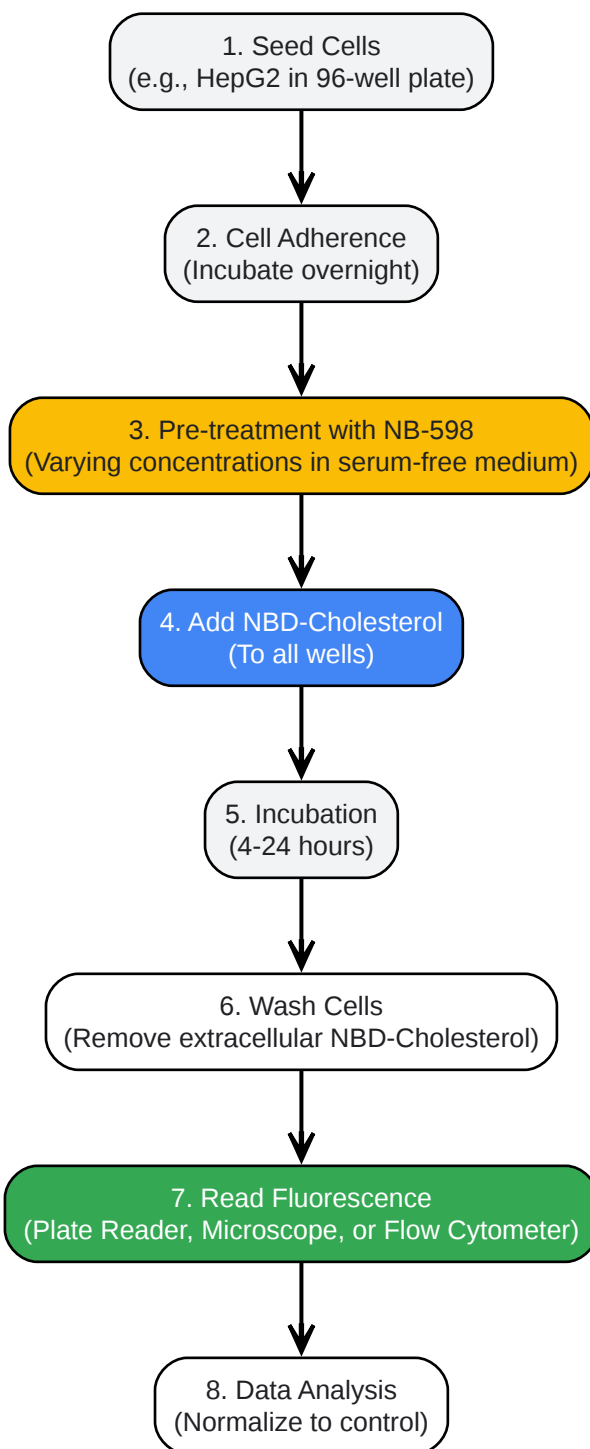 1. Seed Cells
(e.g., HepG2 in 96-well plate)
2. Cell Adherence
(Incubate overnight)
3. Pre-treatment with NB-598
(Varying concentrations in serum-free medium)
4. Add NBD-Cholesterol
(To all wells)
5. Incubation
(4-24 hours)
6. Wash Cells
(Remove extracellular NBD-Cholesterol)
7. Read Fluorescence
(Plate Reader, Microscope, or Flow Cytometer)
8. Data Analysis
(Normalize to control)